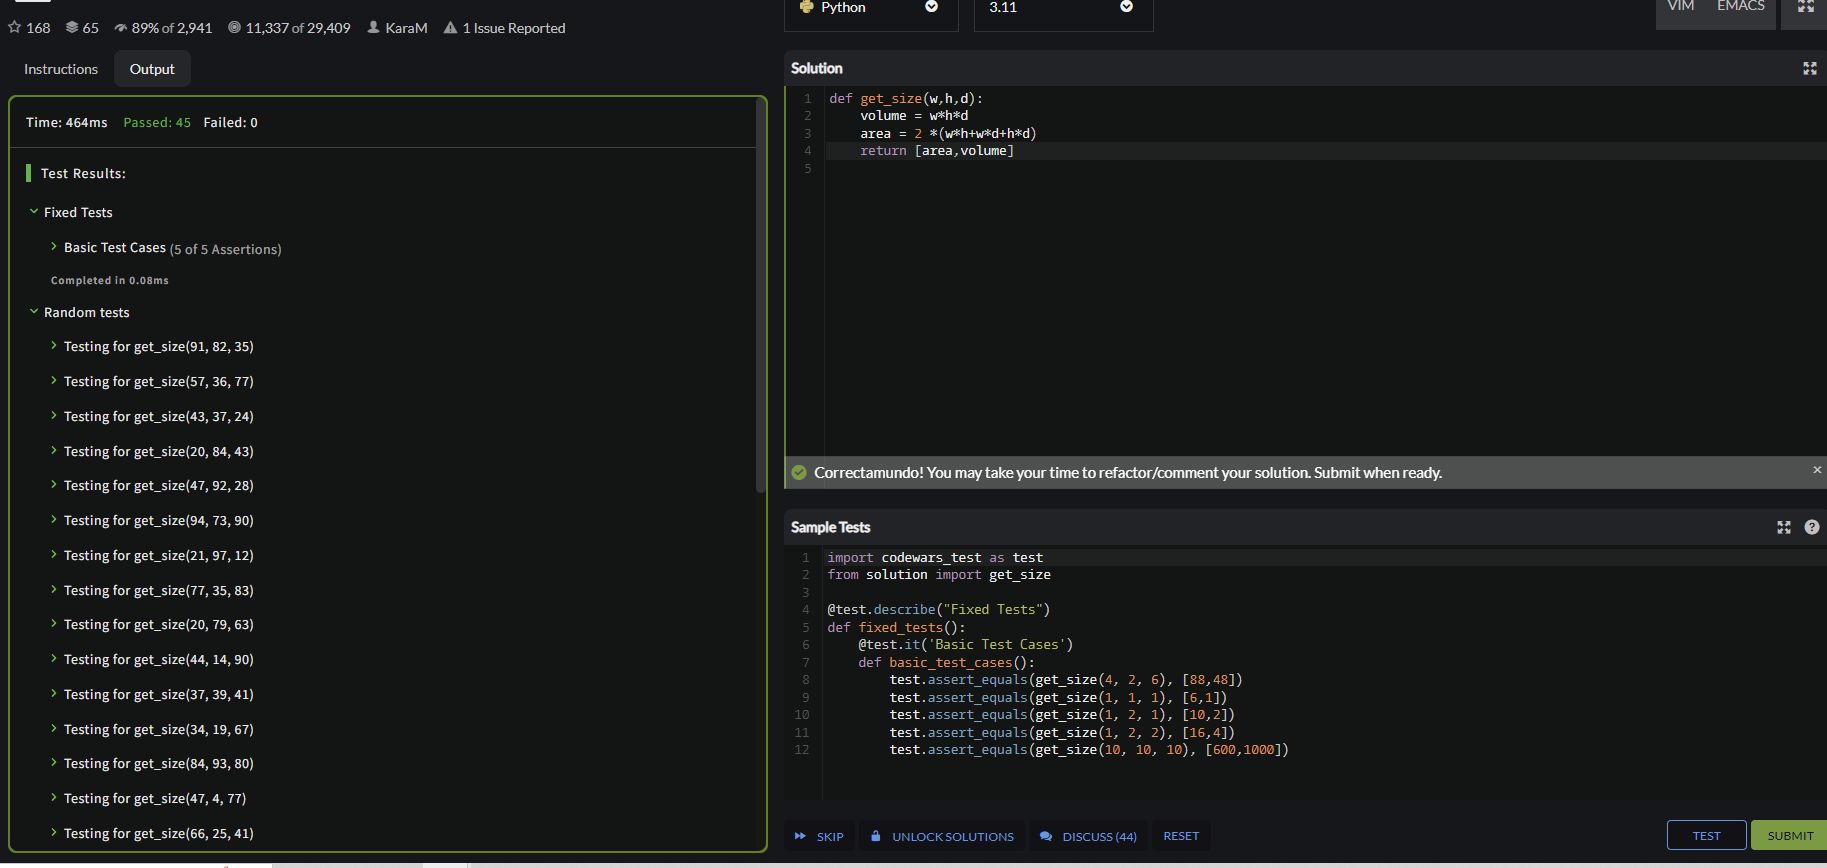 168 65 89% of 2,941 11,337 of 29,409 KaraM 1 Issue Reported
Instructions Output
Time: 464ms Passed: 45 Failed: 0
Test Results:
Fixed Tests
Basic Test Cases (5 of 5 Assertions)
Completed in 0.08ms
Random tests
Testing for get_size(91, 82, 35)
Testing for get_size(57, 36, 77)
Testing for get_size(43, 37, 24)
Testing for get_size(20, 84, 43)
Testing for get_size(47, 92, 28)
Testing for get_size(94, 73, 90)
Testing for get_size(21, 97, 12)
Testing for get_size(77, 35, 83)
Testing for get_size(20, 79, 63)
Testing for get_size(44, 14, 90)
Testing for get_size(37, 39, 41)
Testing for get_size(34, 19, 67)
Testing for get_size(84, 93, 80)
Testing for get_size(47, 4, 77)
Testing for get_size(66, 25, 41)
Python 3.11 VIM EMACS
Solution
1 def get_size(w,h,d):
2     volume = w*h*d
3     area = 2 *(w*h+w*d+h*d)
4     return [area,volume]
5
Correctamundo! You may take your time to refactor/comment your solution. Submit when ready. ×
Sample Tests ?
1 import codewars_test as test
2 from solution import get_size
3
4 @test.describe("Fixed Tests")
5 def fixed_tests():
6     @test.it('Basic Test Cases')
7     def basic_test_cases():
8         test.assert_equals(get_size(4, 2, 6), [88,48])
9         test.assert_equals(get_size(1, 1, 1), [6,1])
10         test.assert_equals(get_size(1, 2, 1), [10,2])
11         test.assert_equals(get_size(1, 2, 2), [16,4])
12         test.assert_equals(get_size(10, 10, 10), [600,1000])
SKIP UNLOCK SOLUTIONS DISCUSS (44) RESET TEST SUBMIT